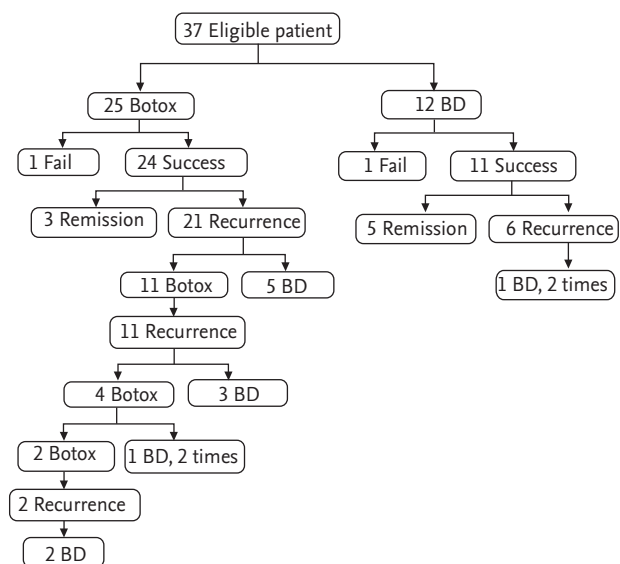 37 Eligible patient
25 Botox
12 BD
1 Fail
24 Success
1 Fail
11 Success
3 Remission
21 Recurrence
5 Remission
6 Recurrence
11 Botox
5 BD
1 BD, 2 times
11 Recurrence
4 Botox
3 BD
2 Botox
1 BD, 2 times
2 Recurrence
2 BD